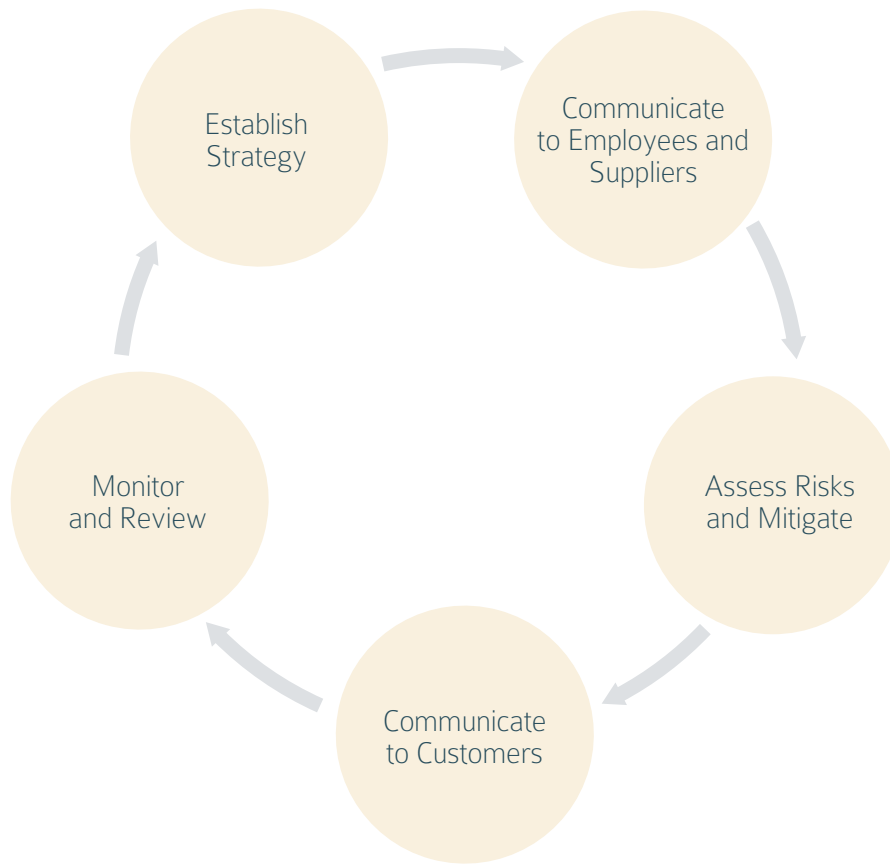 Establish
Strategy
Communicate
to Employees and
Suppliers
Assess Risks
and Mitigate
Communicate
to Customers
Monitor
and Review